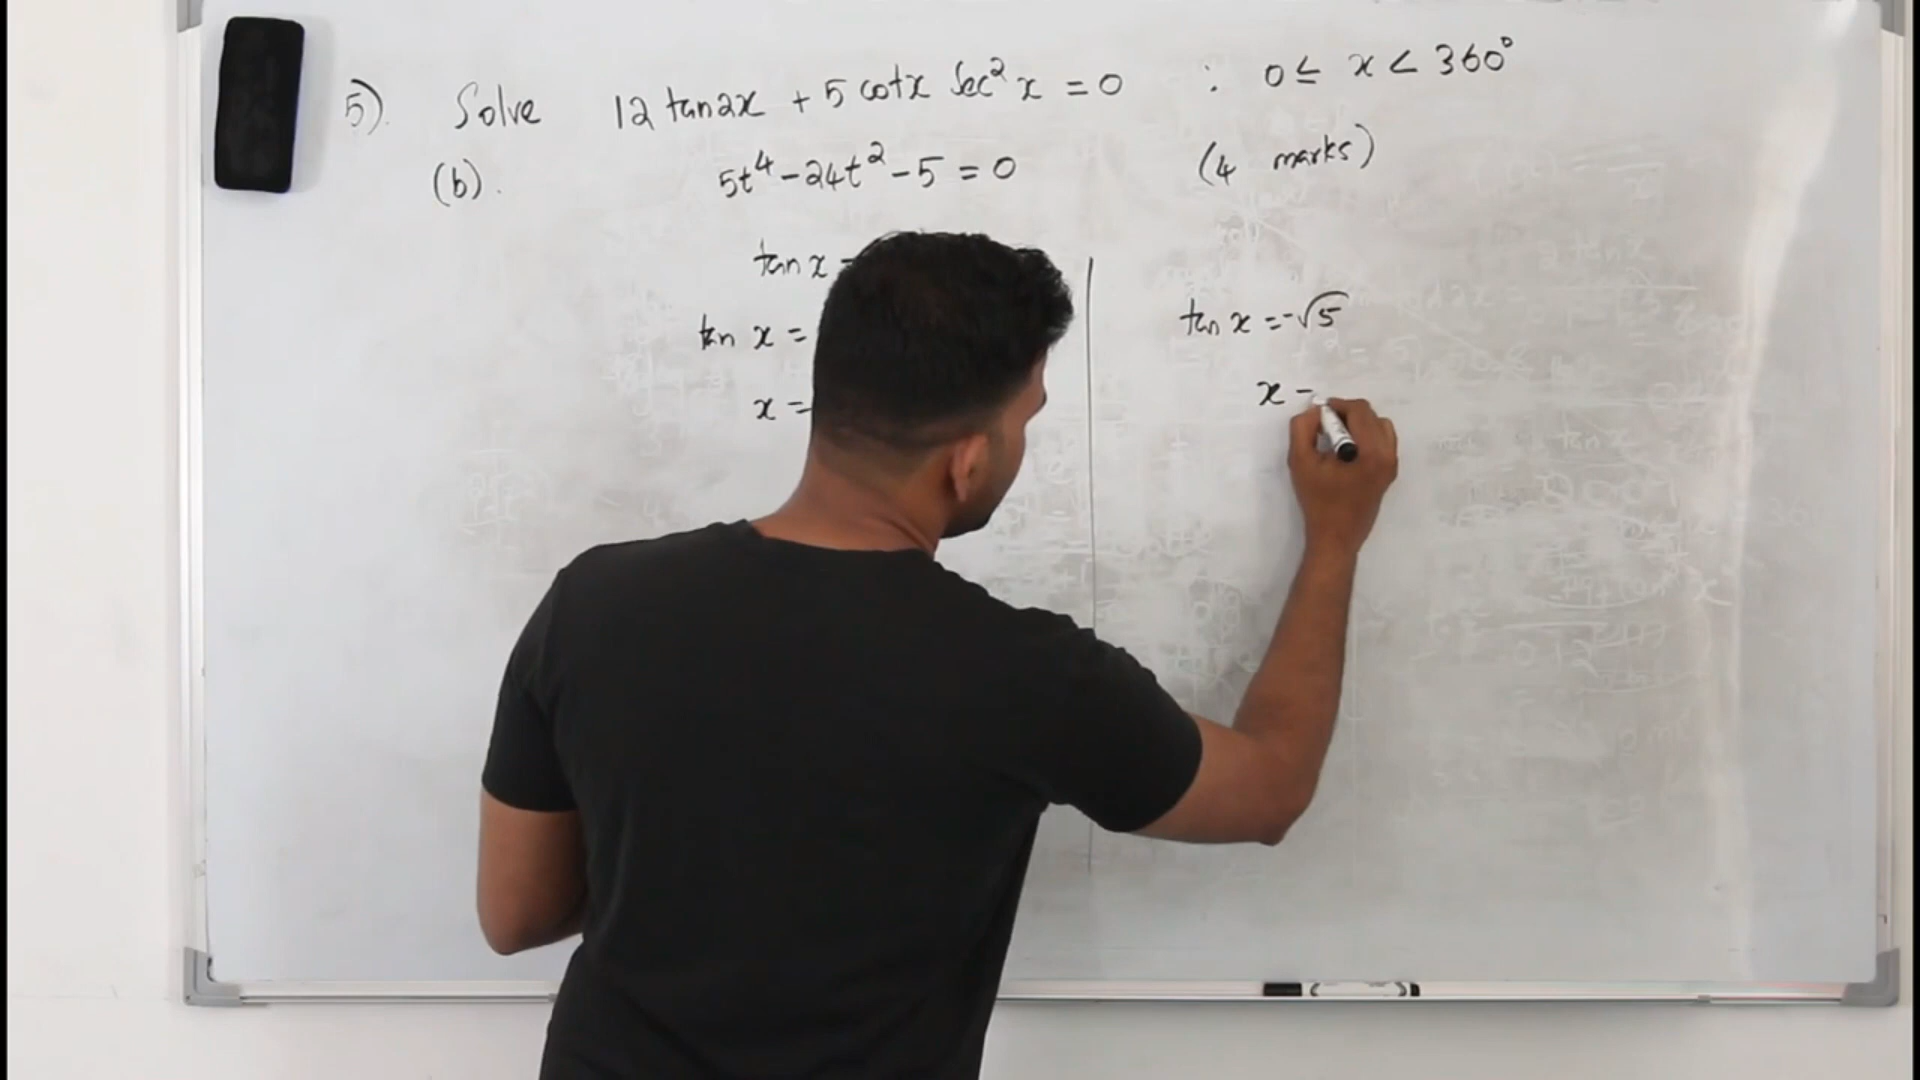 5). Solve 12 tan2x + 5 cotx Sec² x = 0 : 0 ≤ x < 360°
(b). 5t⁴ - 24t² - 5 = 0 (4 marks)
tan x
tan x = tan x = -√5
x = x -